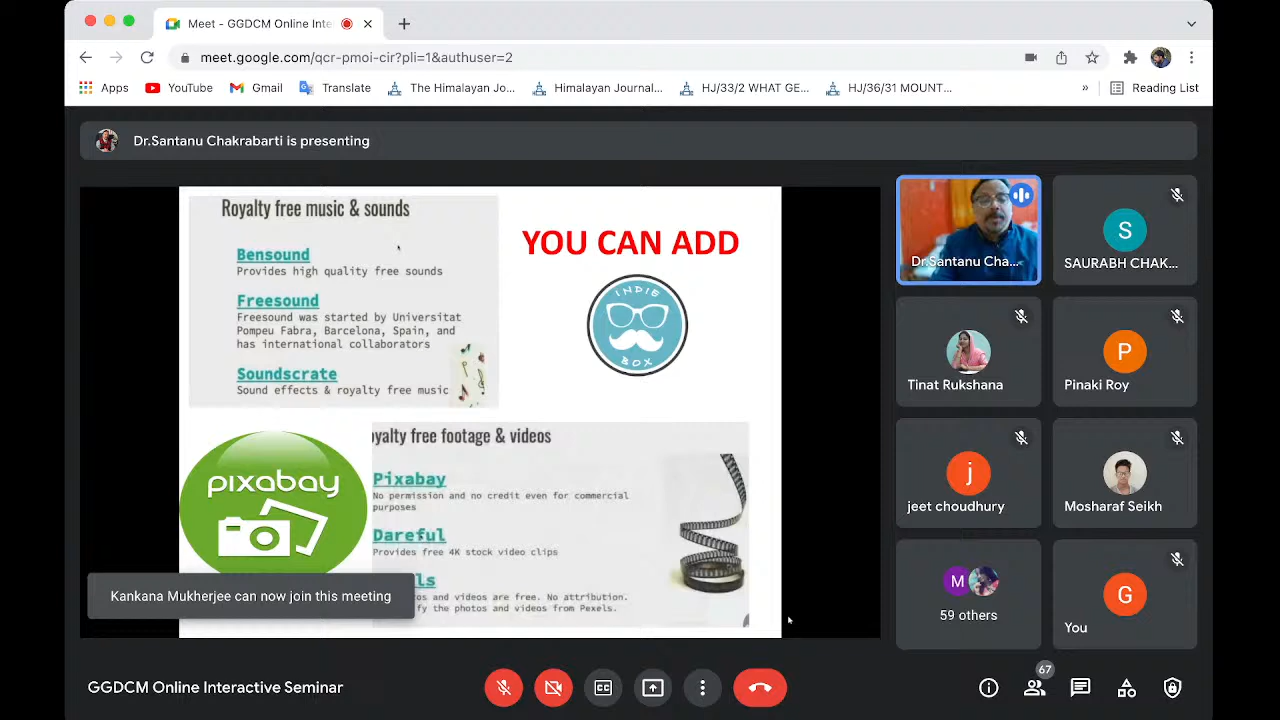 Meet - GGDCM Online Inte
meet.google.com/qcr-pmoi-cir?pli=1&authuser=2
Apps
YouTube
Gmail
Translate
The Himalayan Jo...
Himalayan Journal...
HJ/33/2 WHAT GE...
HJ/36/31 MOUNT...
»
Reading List
Dr.Santanu Chakrabarti is presenting
Royalty free music & sounds
Bensound
Provides high quality free sounds
Freesound
Freesound was started by Universitat
Pompeu Fabra, Barcelona, Spain, and
has international collaborators
Soundscrate
Sound effects & royalty free music
YOU CAN ADD
INDIE
BOX
pixabay
yalty free footage & videos
Pixabay
No permission and no credit even for commercial
purposes
Dareful
Provides free 4K stock video clips
ls
os and videos are free. No attribution.
fy the photos and videos from Pexels.
Kankana Mukherjee can now join this meeting
Dr.Santanu Cha...
S
SAURABH CHAK...
Tinat Rukshana
P
Pinaki Roy
j
jeet choudhury
Mosharaf Seikh
M
59 others
G
You
GGDCM Online Interactive Seminar
CC
67